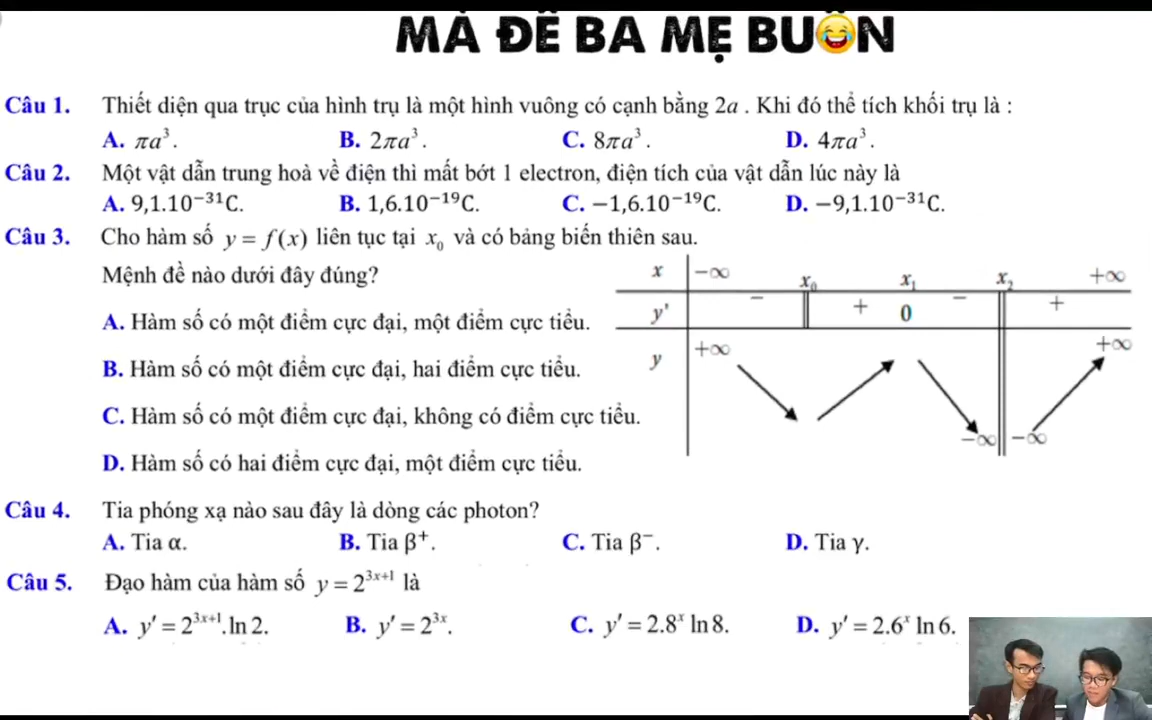 MÃ ĐỀ BA MẸ BUỒN
Câu 1. Thiết diện qua trục của hình trụ là một hình vuông có cạnh bằng 2a . Khi đó thể tích khối trụ là :
A. πa³. B. 2πa³. C. 8πa³. D. 4πa³.
Câu 2. Một vật dẫn trung hoà về điện thì mất bớt 1 electron, điện tích của vật dẫn lúc này là
A. 9,1.10⁻³¹C. B. 1,6.10⁻¹⁹C. C. −1,6.10⁻¹⁹C. D. −9,1.10⁻³¹C.
Câu 3. Cho hàm số y = f(x) liên tục tại x₀ và có bảng biến thiên sau.
Mệnh đề nào dưới đây đúng?
x −∞ x₀ x₁ x₂ +∞
y' − + 0 − +
y +∞ −∞ −∞ +∞
A. Hàm số có một điểm cực đại, một điểm cực tiểu.
B. Hàm số có một điểm cực đại, hai điểm cực tiểu.
C. Hàm số có một điểm cực đại, không có điểm cực tiểu.
D. Hàm số có hai điểm cực đại, một điểm cực tiểu.
Câu 4. Tia phóng xạ nào sau đây là dòng các photon?
A. Tia α. B. Tia β⁺. C. Tia β⁻. D. Tia γ.
Câu 5. Đạo hàm của hàm số y = 2³ˣ⁺¹ là
A. y' = 2³ˣ⁺¹.ln 2. B. y' = 2³ˣ. C. y' = 2.8ˣ ln 8. D. y' = 2.6ˣ ln 6.